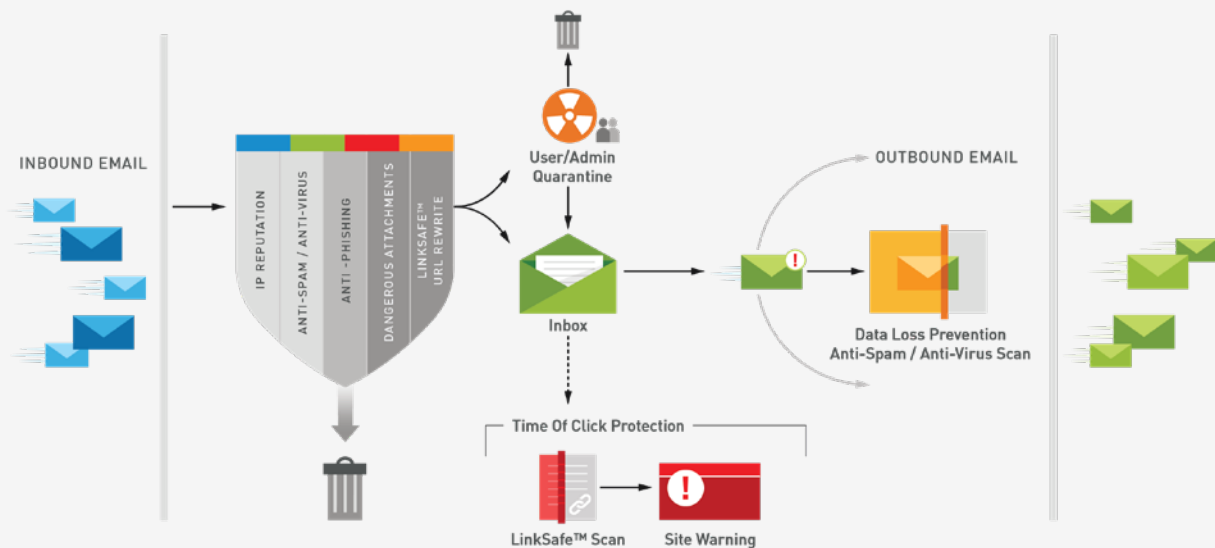 INBOUND EMAIL
IP REPUTATION
ANTI-SPAM / ANTI-VIRUS
ANTI -PHISHING
DANGEROUS ATTACHMENTS
LINKSAFE™
URL REWRITE
User/Admin
Quarantine
Inbox
OUTBOUND EMAIL
!
Data Loss Prevention
Anti-Spam / Anti-Virus Scan
Time Of Click Protection
!
LinkSafe™ Scan
Site Warning